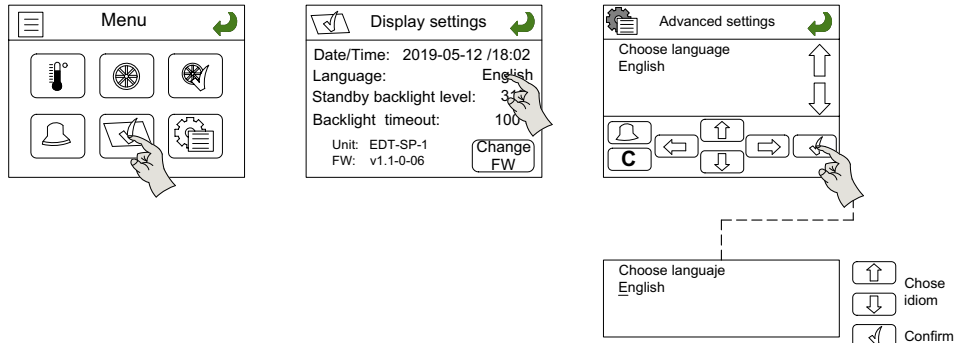 Menu
Display settings
Date/Time: 2019-05-12 /18:02
Language: English
Standby backlight level:
Backlight timeout: 100
Unit: EDT-SP-1
FW: v1.1-0-06
Change
FW
Advanced settings
Choose language
English
C
Choose languaje
English
Chose
idiom
Confirm